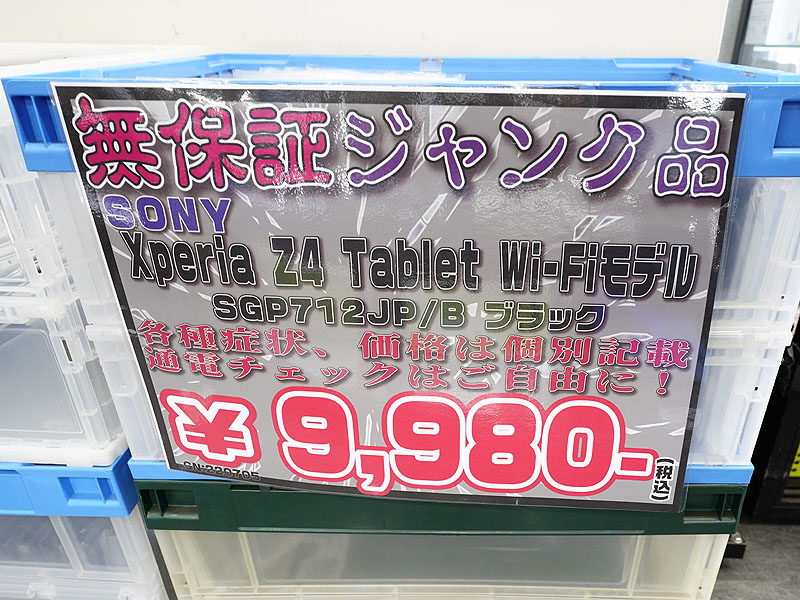 無保証ジャンク品
SONY
Xperia Z4 Tablet Wi-Fiモデル
SGP712JP/B ブラック
各種症状、価格は個別記載
通電チェックはご自由に！
¥9,980-
(税込)
CN:220705